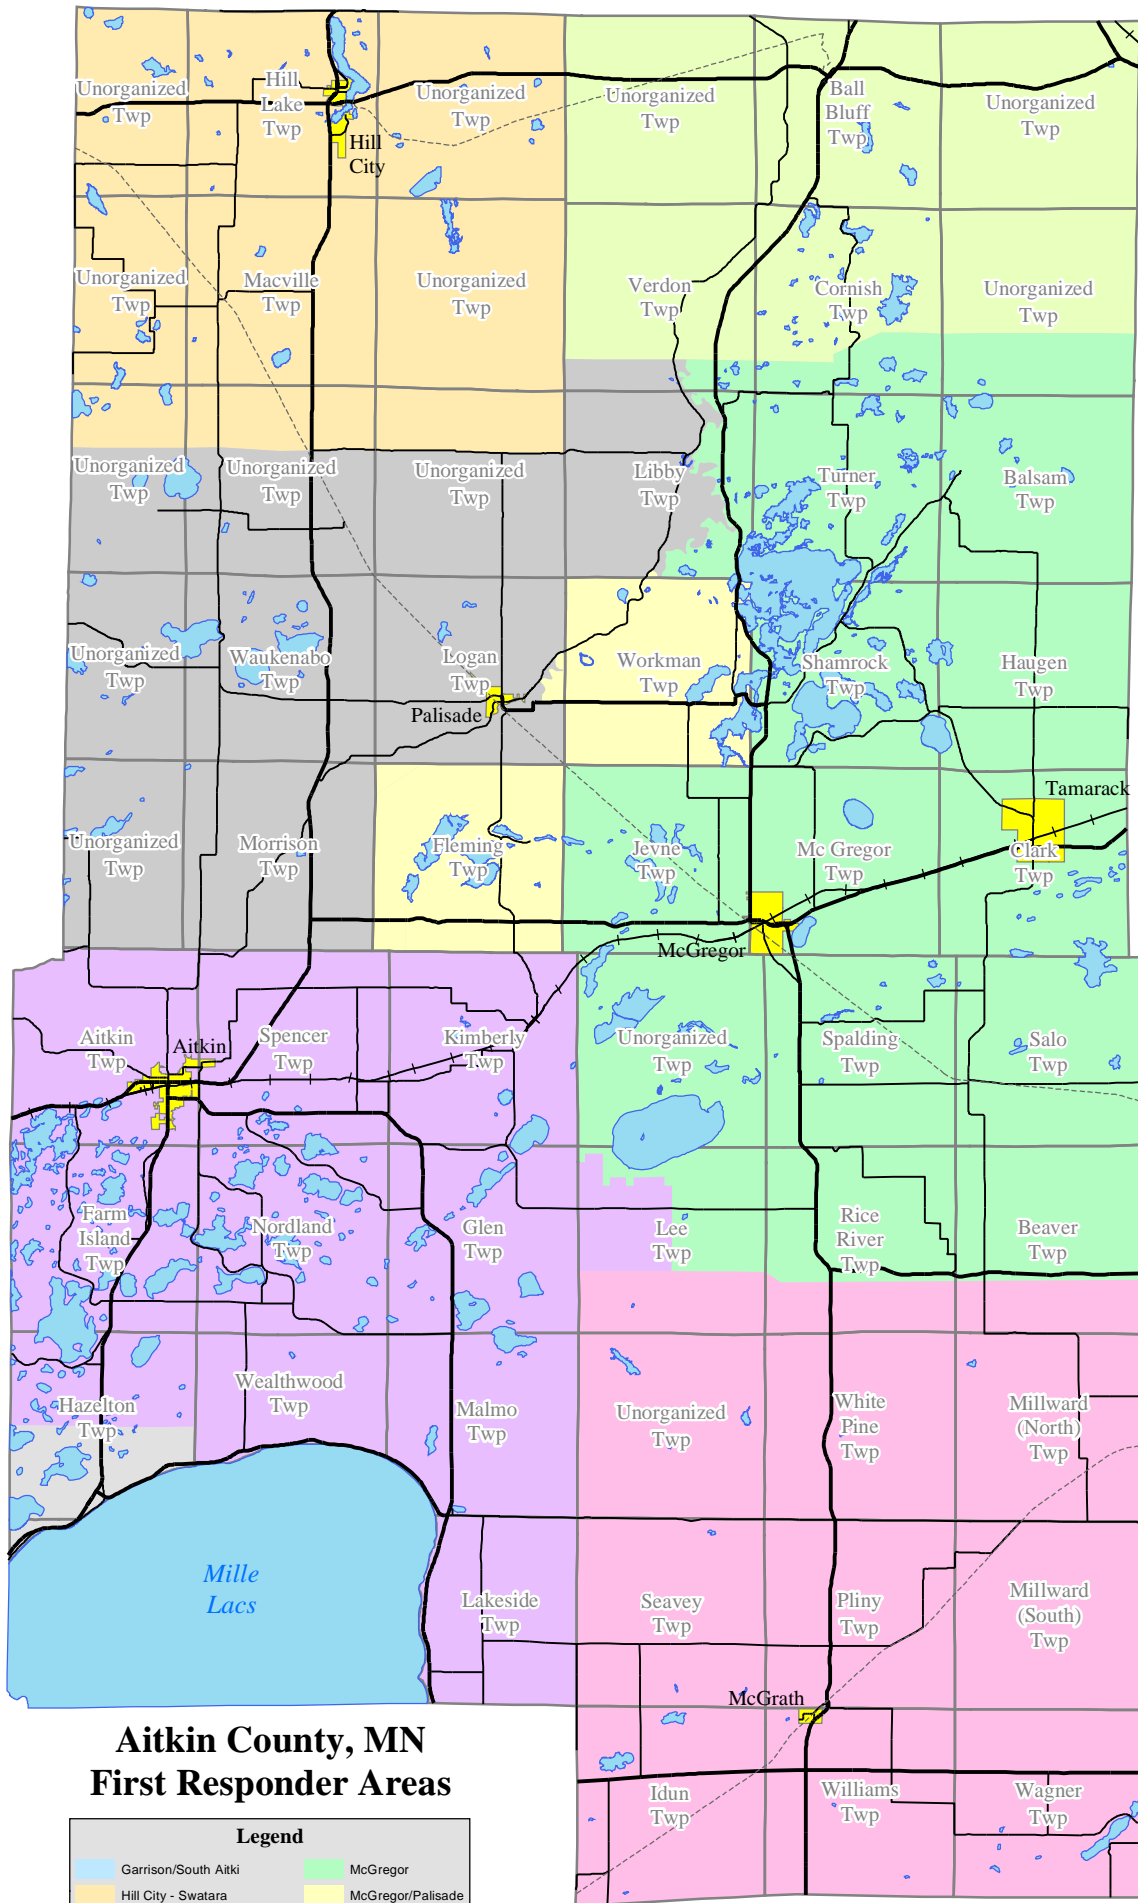 Unorganized
Twp
Hill
Lake
Twp
Unorganized
Twp
Unorganized
Twp
Ball
Bluff
Twp
Unorganized
Twp
Hill
City
Unorganized
Twp
Macville
Twp
Unorganized
Twp
Verdon
Twp
Cornish
Twp
Unorganized
Twp
Unorganized
Twp
Unorganized
Twp
Unorganized
Twp
Libby
Twp
Turner
Twp
Balsam
Twp
Unorganized
Twp
Waukenabo
Twp
Logan
Twp
Workman
Twp
Shamrock
Twp
Haugen
Twp
Palisade
Tamarack
Unorganized
Twp
Morrison
Twp
Fleming
Twp
Jevne
Twp
Mc Gregor
Twp
Clark
Twp
McGregor
Aitkin
Twp
Aitkin
Spencer
Twp
Kimberly
Twp
Unorganized
Twp
Spalding
Twp
Salo
Twp
Farm
Island
Twp
Nordland
Twp
Glen
Twp
Lee
Twp
Rice
River
Twp
Beaver
Twp
Hazelton
Twp
Wealthwood
Twp
Malmo
Twp
Unorganized
Twp
White
Pine
Twp
Millward
(North)
Twp
Mille
Lacs
Lakeside
Twp
Seavey
Twp
Pliny
Twp
Millward
(South)
Twp
McGrath
Idun
Twp
Williams
Twp
Wagner
Twp
Aitkin County, MN
First Responder Areas
Legend
Garrison/South Aitki
McGregor
Hill City - Swatara
McGregor/Palisade